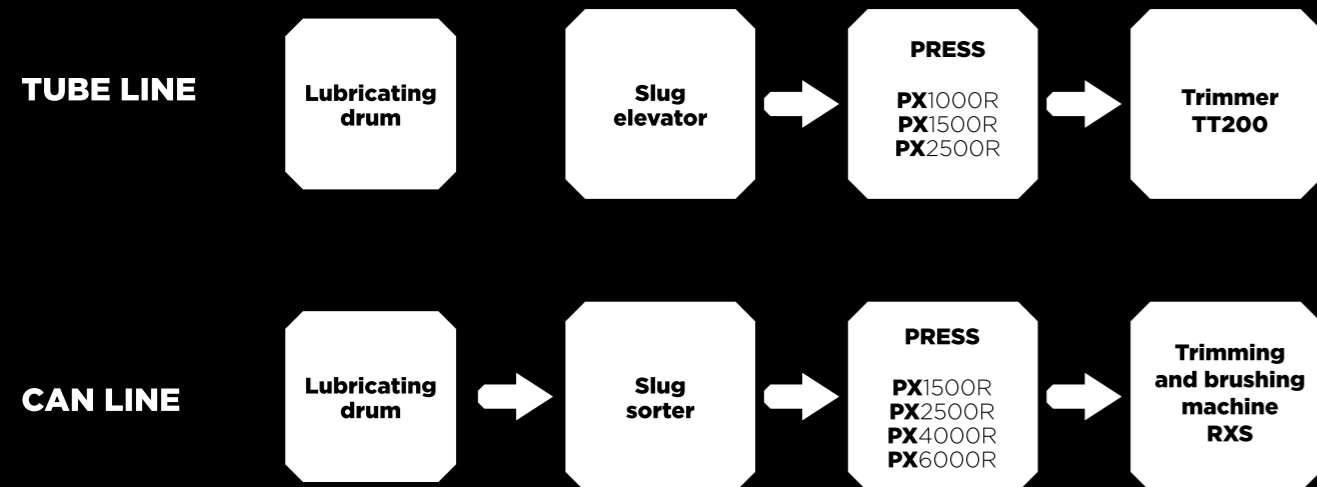 TUBE LINE
Lubricating
drum
Slug
elevator
PRESS
PX1000R
PX1500R
PX2500R
Trimmer
TT200
CAN LINE
Lubricating
drum
Slug
sorter
PRESS
PX1500R
PX2500R
PX4000R
PX6000R
Trimming
and brushing
machine
RXS